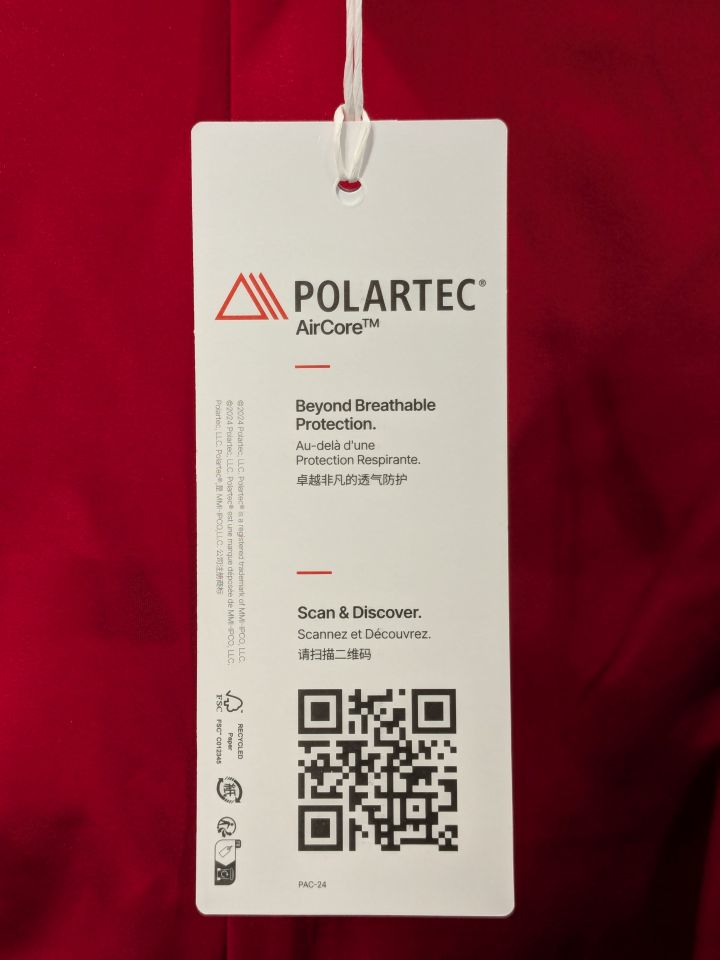 POLARTEC®
AirCore™
Beyond Breathable
Protection.
Au-delà d'une
Protection Respirante.
卓越非凡的透气防护
Scan & Discover.
Scannez et Découvrez.
请扫描二维码
PAC-24
©2024 Polartec, LLC. Polartec® is a registered trademark of MMI-IPCO, LLC.
©2024 Polartec, LLC. Polartec® est une marque déposée de MMI-IPCO, LLC.
Polartec, LLC. Polartec®,是 MMI-IPCO,LLC. 公司注册商标
RECYCLED
Paper
FSC
FSC™ C012345
紙